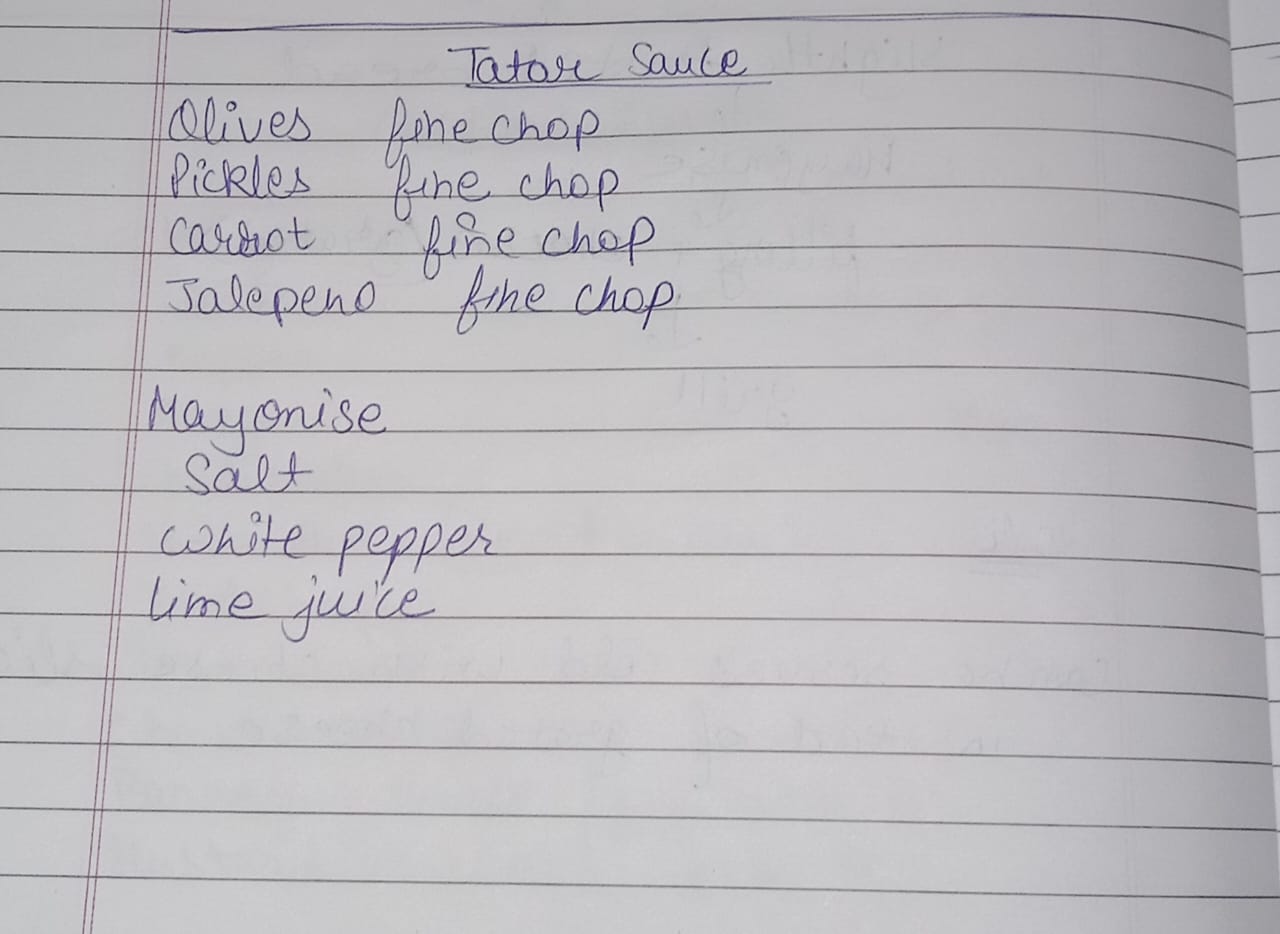 Tatar Sauce
Olives fine chop
Pickles fine chop
Carrot fine chop
Jalepeno fine chop
Mayonise
Salt
white pepper
lime juice